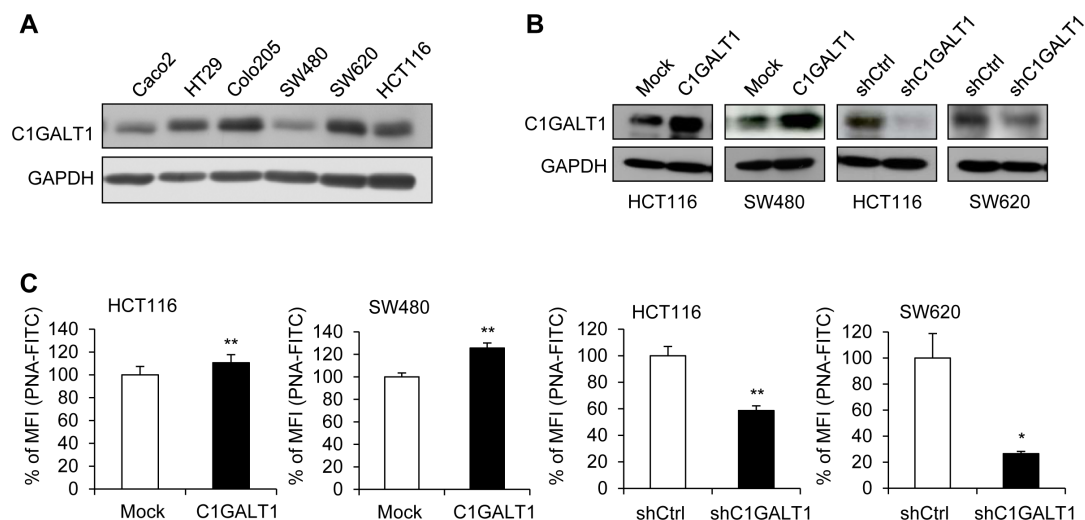 A
Caco2 HT29 Colo205 SW480 SW620 HCT116
C1GALT1
GAPDH
B
Mock C1GALT1 Mock C1GALT1 shCtrl shC1GALT1 shCtrl shC1GALT1
C1GALT1
GAPDH
HCT116 SW480 HCT116 SW620
C
HCT116
% of MFI (PNA-FITC)
140
120
100
80
60
40
20
0
**
Mock C1GALT1
SW480
% of MFI (PNA-FITC)
140
120
100
80
60
40
20
0
**
Mock C1GALT1
HCT116
% of MFI (PNA-FITC)
120
100
80
60
40
20
0
**
shCtrl shC1GALT1
SW620
% of MFI (PNA-FITC)
120
100
80
60
40
20
0
*
shCtrl shC1GALT1